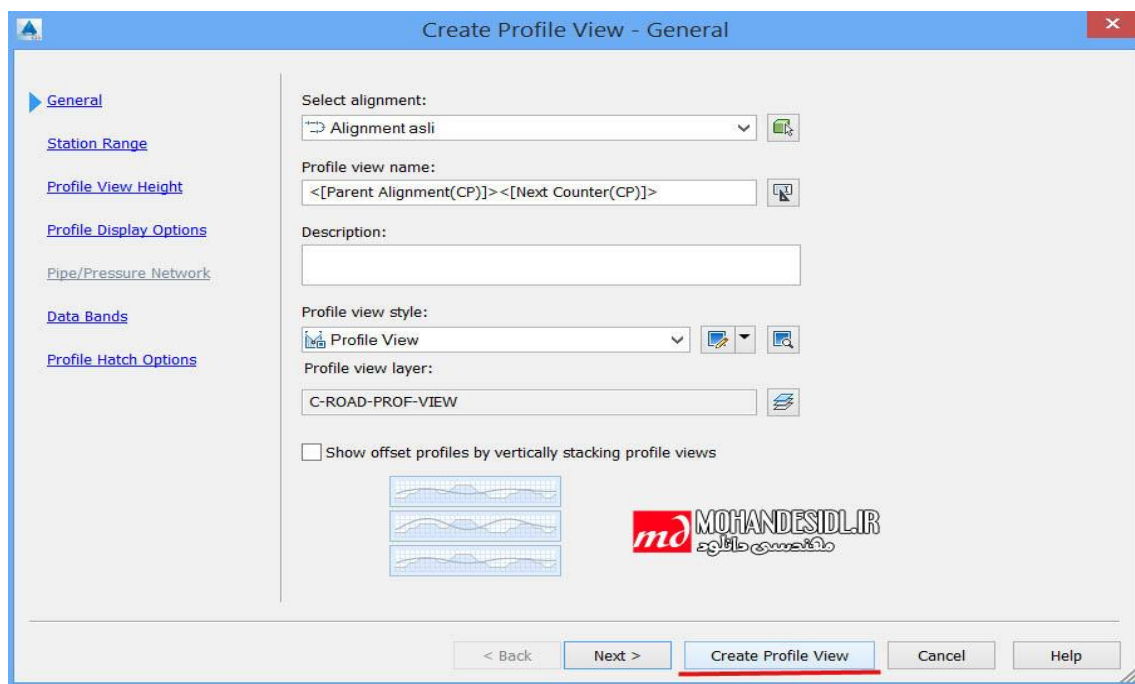 Create Profile View - General
General
Station Range
Profile View Height
Profile Display Options
Pipe/Pressure Network
Data Bands
Profile Hatch Options
Select alignment:
Alignment asli
Profile view name:
<[Parent Alignment(CP)]><[Next Counter(CP)]>
Description:
Profile view style:
Profile View
Profile view layer:
C-ROAD-PROF-VIEW
Show offset profiles by vertically stacking profile views
md MOHANDESIDL.IR
مهندسی دانلود
< Back Next > Create Profile View Cancel Help